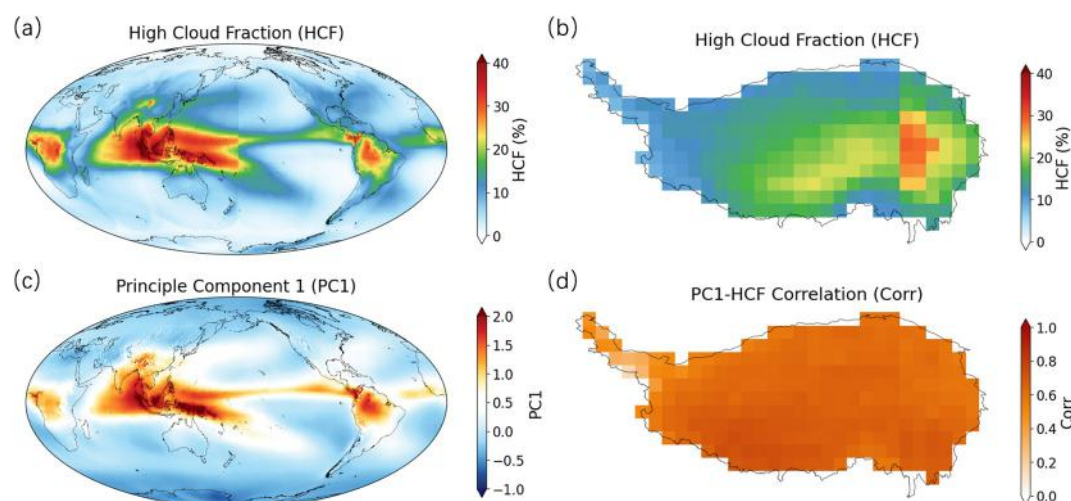 (a)
High Cloud Fraction (HCF)
40
30
20
10
0
HCF (%)
(b)
High Cloud Fraction (HCF)
40
30
20
10
0
HCF (%)
(c)
Principle Component 1 (PC1)
2.0
1.5
1.0
0.5
0.0
−0.5
−1.0
PC1
(d)
PC1-HCF Correlation (Corr)
1.0
0.8
0.6
0.4
0.2
0.0
Corr